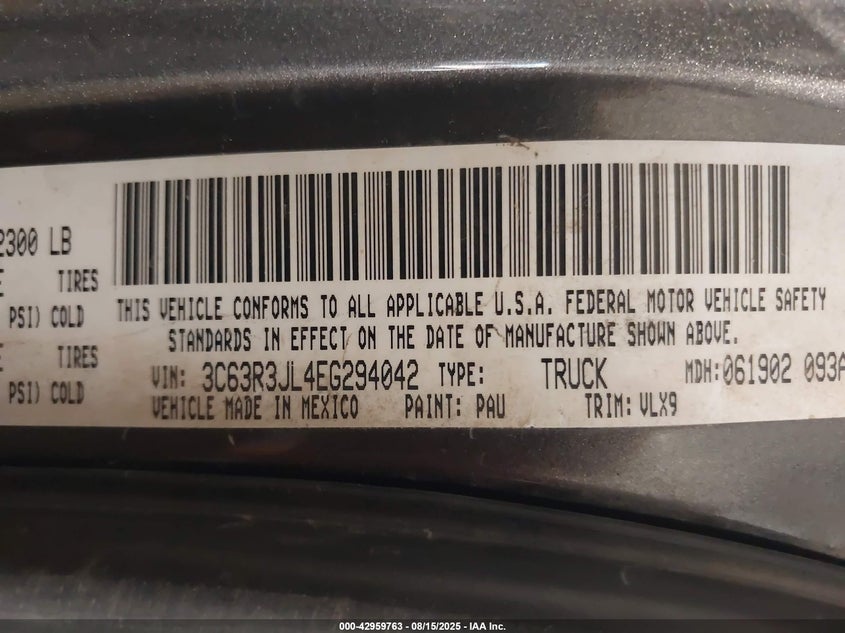 2300 LB
TIRES
PSI) COLD
TIRES
PSI) COLD
THIS VEHICLE CONFORMS TO ALL APPLICABLE U.S.A. FEDERAL MOTOR VEHICLE SAFETY
STANDARDS IN EFFECT ON THE DATE OF MANUFACTURE SHOWN ABOVE.
VIN: 3C63R3JL4EG294042 TYPE: TRUCK MDH:061902 093A
VEHICLE MADE IN MEXICO PAINT: PAU TRIM: VLX9
000-42959763 - 08/15/2025 - IAA Inc.